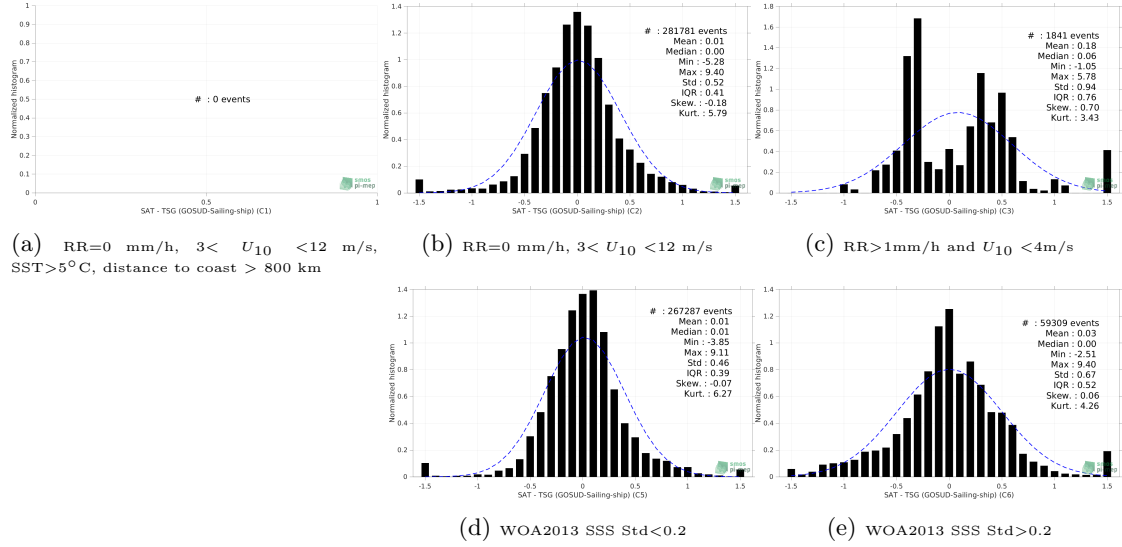 1
0.9
0.8
0.7
0.6
0.5
0.4
0.3
0.2
0.1
0
Normalized histogram
# : 0 events
smos
pi-mep
0 0.5 1
SAT - TSG (GOSUD-Sailing-ship) (C1)
(a) RR=0 mm/h, 3< U10 <12 m/s,
SST>5°C, distance to coast > 800 km
1.4
1.2
1
0.8
0.6
0.4
0.2
0
Normalized histogram
# : 281781 events
Mean : 0.01
Median : 0.00
Min : -5.28
Max : 9.40
Std : 0.52
IQR : 0.41
Skew. : -0.18
Kurt. : 5.79
smos
pi-mep
-1.5 -1 -0.5 0 0.5 1 1.5
SAT - TSG (GOSUD-Sailing-ship) (C2)
(b) RR=0 mm/h, 3< U10 <12 m/s
1.8
1.6
1.4
1.2
1
0.8
0.6
0.4
0.2
0
Normalized histogram
# : 1841 events
Mean : 0.18
Median : 0.06
Min : -1.05
Max : 5.78
Std : 0.94
IQR : 0.76
Skew. : 0.70
Kurt. : 3.43
smos
pi-mep
-1.5 -1 -0.5 0 0.5 1 1.5
SAT - TSG (GOSUD-Sailing-ship) (C3)
(c) RR>1mm/h and U10 <4m/s
1.4
1.2
1
0.8
0.6
0.4
0.2
0
Normalized histogram
# : 267287 events
Mean : 0.01
Median : 0.01
Min : -3.85
Max : 9.11
Std : 0.46
IQR : 0.39
Skew. : -0.07
Kurt. : 6.27
smos
pi-mep
-1.5 -1 -0.5 0 0.5 1 1.5
SAT - TSG (GOSUD-Sailing-ship) (C5)
(d) WOA2013 SSS Std<0.2
1.4
1.2
1
0.8
0.6
0.4
0.2
0
Normalized histogram
# : 59309 events
Mean : 0.03
Median : 0.00
Min : -2.51
Max : 9.40
Std : 0.67
IQR : 0.52
Skew. : 0.06
Kurt. : 4.26
smos
pi-mep
-1.5 -1 -0.5 0 0.5 1 1.5
SAT - TSG (GOSUD-Sailing-ship) (C6)
(e) WOA2013 SSS Std>0.2